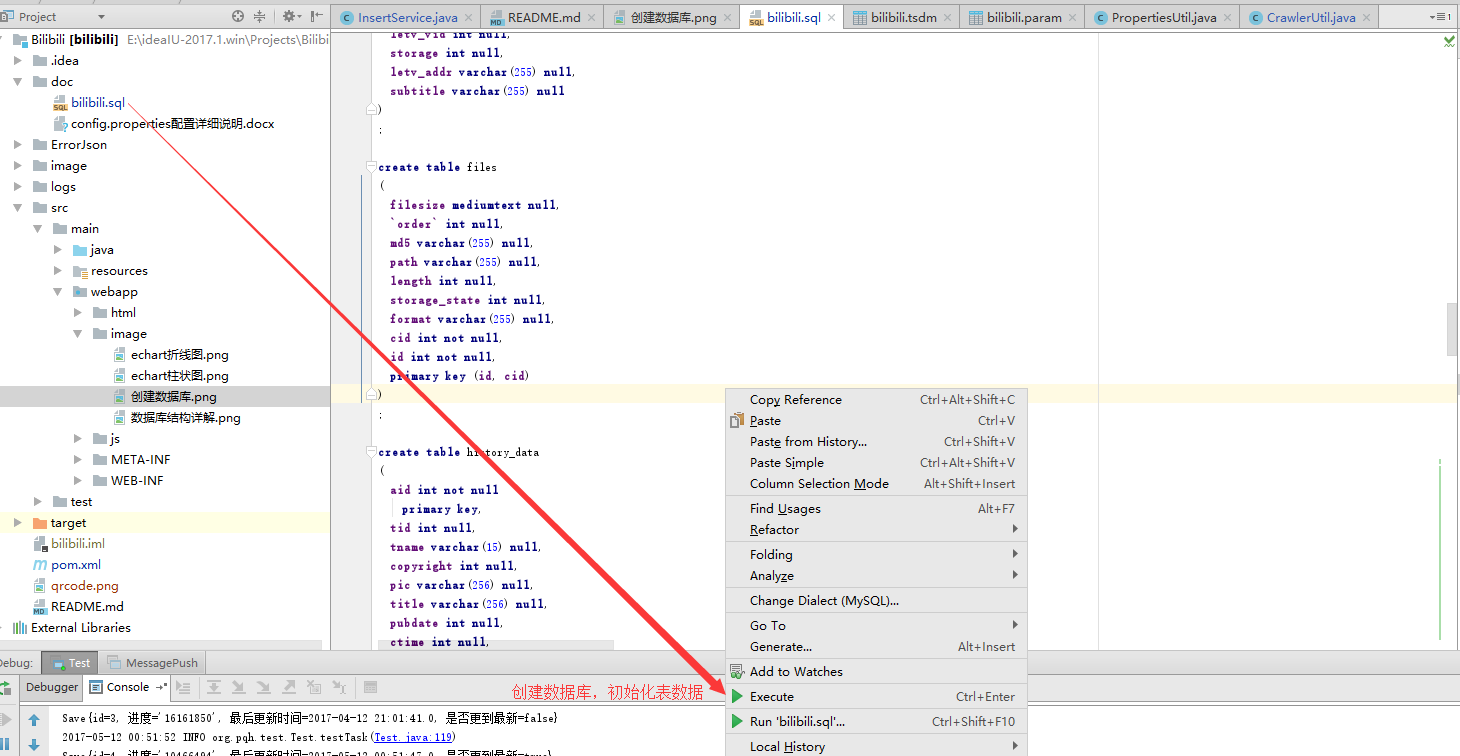 Project
InsertService.java
README.md
创建数据库.png
bilibili.sql
bilibili.tsdm
bilibili.param
PropertiesUtil.java
CrawlerUtil.java
1
Bilibili [bilibili] E:\ideaIU-2017.1.win\Projects\Bilibi
.idea
doc
bilibili.sql
config.properties配置详细说明.docx
ErrorJson
image
logs
src
main
java
resources
webapp
html
image
echart折线图.png
echart柱状图.png
创建数据库.png
数据库结构详解.png
js
META-INF
WEB-INF
test
target
bilibili.iml
pom.xml
qrcode.png
README.md
External Libraries
letv_vid int null,
storage int null,
letv_addr varchar(255) null,
subtitle varchar(255) null
)
;
create table files
(
filesize mediumtext null,
`order` int null,
md5 varchar(255) null,
path varchar(255) null,
length int null,
storage_state int null,
format varchar(255) null,
cid int not null,
id int not null,
primary key (id, cid)
)
;
create table history_data
(
aid int not null
primary key,
tid int null,
tname varchar(15) null,
copyright int null,
pic varchar(256) null,
title varchar(256) null,
pubdate int null,
ctime int null,
Copy Reference Ctrl+Alt+Shift+C
Paste Ctrl+V
Paste from History... Ctrl+Shift+V
Paste Simple Ctrl+Alt+Shift+V
Column Selection Mode Alt+Shift+Insert
Find Usages Alt+F7
Refactor
Folding
Analyze
Change Dialect (MySQL)...
Go To
Generate... Alt+Insert
Add to Watches
Execute Ctrl+Enter
Run 'bilibili.sql'... Ctrl+Shift+F10
Local History
创建数据库，初始化表数据
Debug: Test MessagePush
Debugger Console
Save{id=3, 进度='16161850', 最后更新时间=2017-04-12 21:01:41.0, 是否更到最新=false}
2017-05-12 00:51:52 INFO org.pqh.test.Test.testTask(Test.java:119)